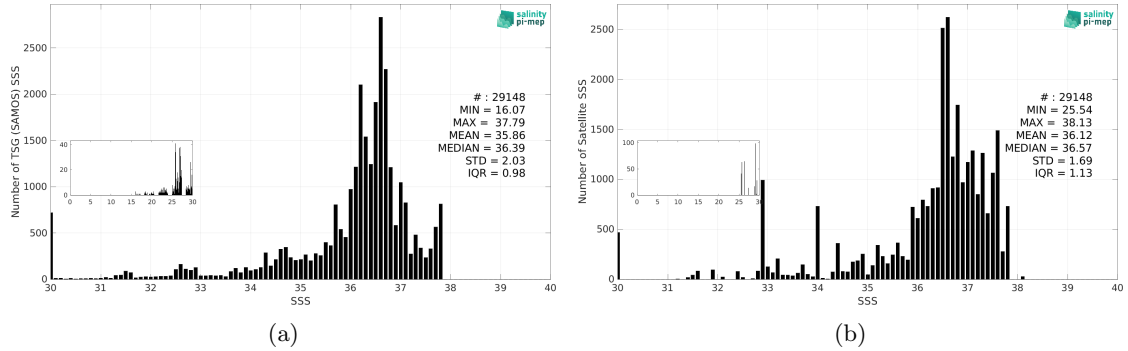 salinity
pi-mep
Number of TSG (SAMOS) SSS
2500
2000
1500
1000
500
0
# : 29148
MIN = 16.07
MAX = 37.79
MEAN = 35.86
MEDIAN = 36.39
STD = 2.03
IQR = 0.98
40
20
0
0 5 10 15 20 25 30
30 31 32 33 34 35 36 37 38 39 40
SSS
(a)
salinity
pi-mep
Number of Satellite SSS
2500
2000
1500
1000
500
0
# : 29148
MIN = 25.54
MAX = 38.13
MEAN = 36.12
MEDIAN = 36.57
STD = 1.69
IQR = 1.13
100
50
0
0 5 10 15 20 25 30
30 31 32 33 34 35 36 37 38 39 40
SSS
(b)